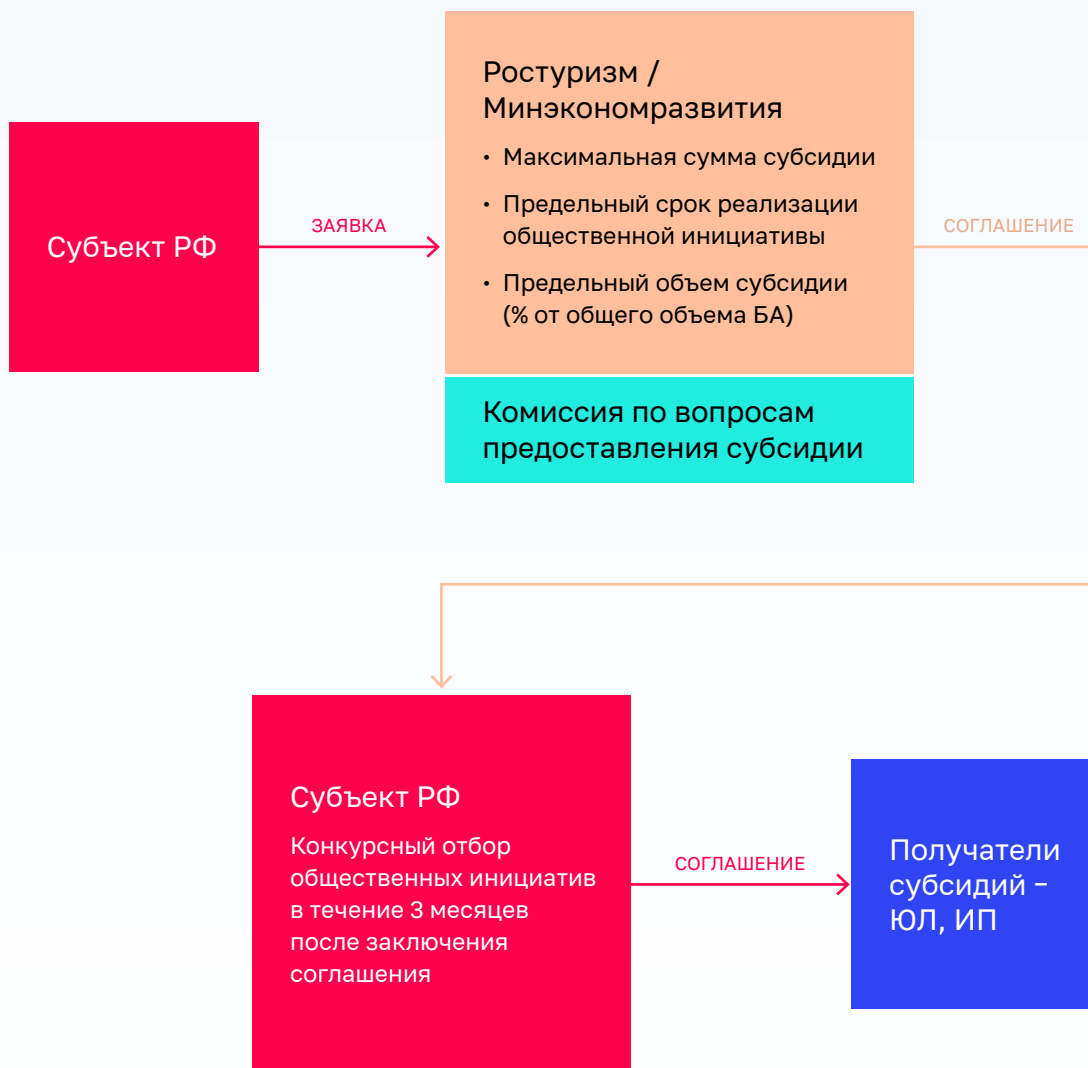 Ростуризм /
Минэкономразвития
• Максимальная сумма субсидии
• Предельный срок реализации
общественной инициативы
• Предельный объем субсидии
(% от общего объема БА)
Субъект РФ
ЗАЯВКА
СОГЛАШЕНИЕ
Комиссия по вопросам
предоставления субсидии
Субъект РФ
Конкурсный отбор
общественных инициатив
в течение 3 месяцев
после заключения
соглашения
СОГЛАШЕНИЕ
Получатели
субсидий –
ЮЛ, ИП